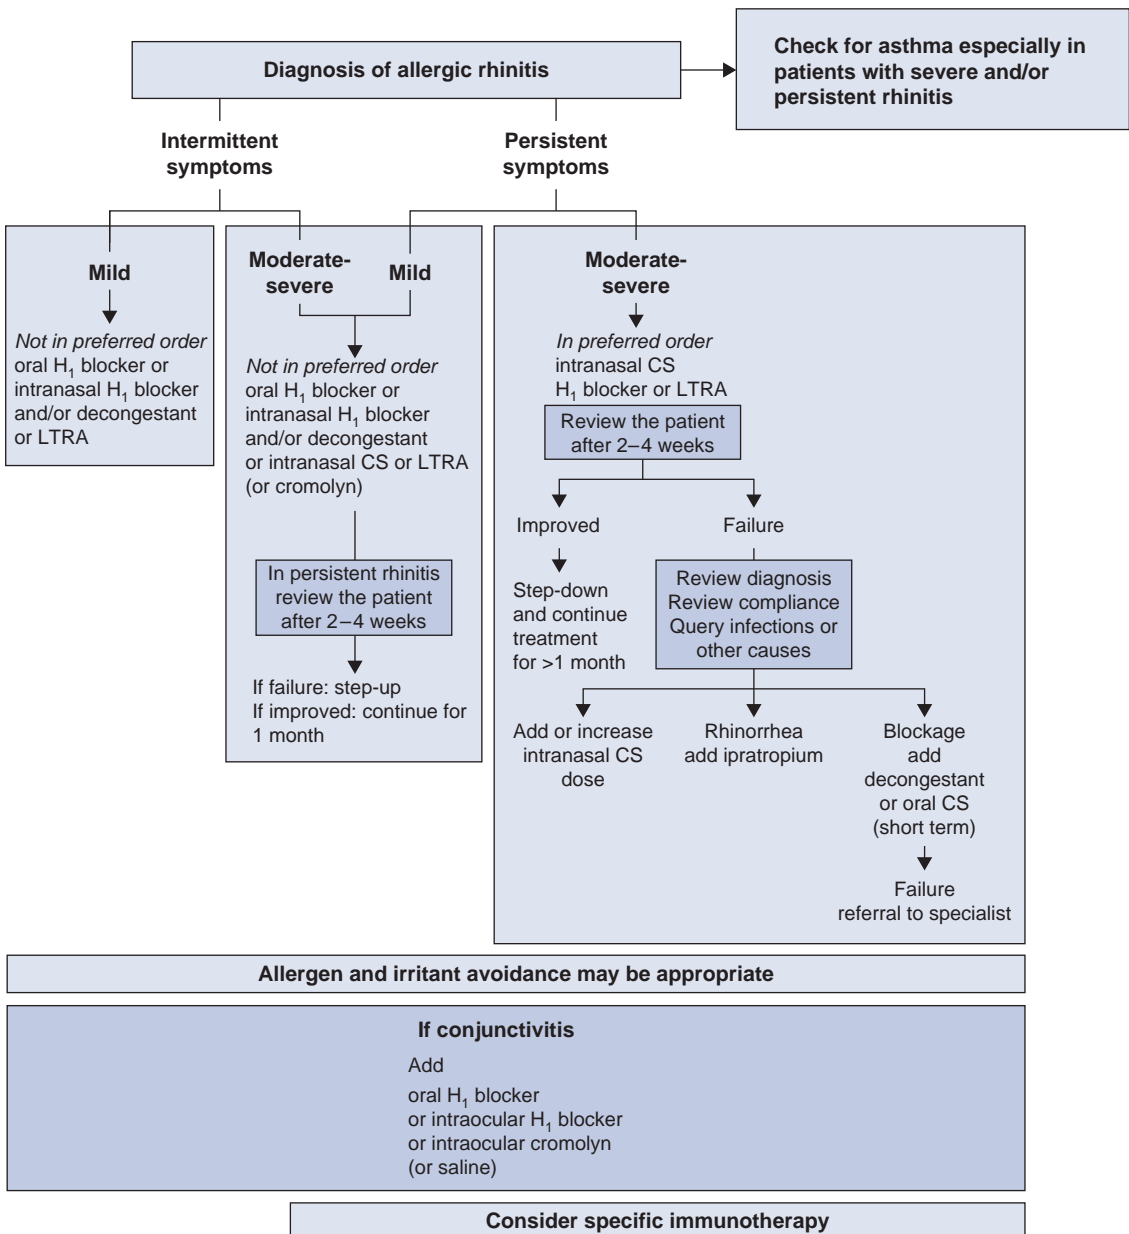 Diagnosis of allergic rhinitis
Check for asthma especially in
patients with severe and/or
persistent rhinitis
Intermittent
symptoms
Persistent
symptoms
Mild
Not in preferred order
oral H₁ blocker or
intranasal H₁ blocker
and/or decongestant
or LTRA
Moderate-
severe
Mild
Not in preferred order
oral H₁ blocker or
intranasal H₁ blocker
and/or decongestant
or intranasal CS or LTRA
(or cromolyn)
In persistent rhinitis
review the patient
after 2–4 weeks
If failure: step-up
If improved: continue for
1 month
Moderate-
severe
In preferred order
intranasal CS
H₁ blocker or LTRA
Review the patient
after 2–4 weeks
Improved
Step-down
and continue
treatment
for >1 month
Failure
Review diagnosis
Review compliance
Query infections or
other causes
Add or increase
intranasal CS
dose
Rhinorrhea
add ipratropium
Blockage
add
decongestant
or oral CS
(short term)
Failure
referral to specialist
Allergen and irritant avoidance may be appropriate
If conjunctivitis
Add
oral H₁ blocker
or intraocular H₁ blocker
or intraocular cromolyn
(or saline)
Consider specific immunotherapy